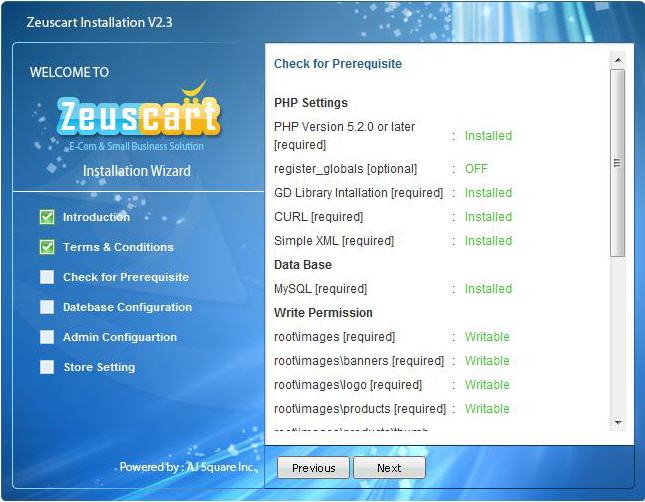 Zeuscart Installation V2.3
WELCOME TO
Zeuscart
E-Com & Small Business Solution
Installation Wizard
Introduction
Terms & Conditions
Check for Prerequisite
Datebase Configuration
Admin Configuartion
Store Setting
Powered by : AJ Square Inc.,
Check for Prerequisite
PHP Settings
PHP Version 5.2.0 or later
[required] : Installed
register_globals [optional] : OFF
GD Library Intallation [required] : Installed
CURL [required] : Installed
Simple XML [required] : Installed
Data Base
MySQL [required] : Installed
Write Permission
root\images [required] : Writable
root\images\banners [required] : Writable
root\images\logo [required] : Writable
root\images\products [required] : Writable
root\images\products\thumb
Previous
Next